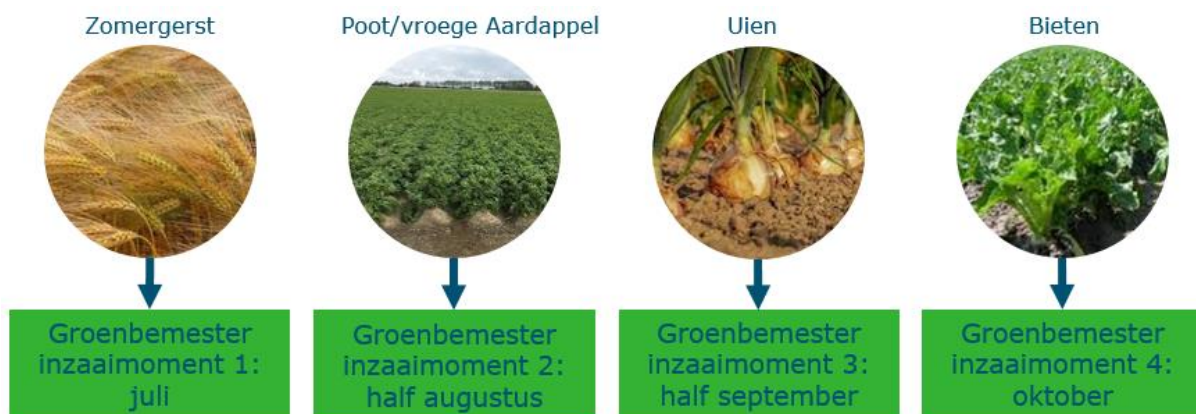 Zomergerst
Poot/vroege Aardappel
Uien
Bieten
Groenbemester
inzaaimoment 1:
juli
Groenbemester
inzaaimoment 2:
half augustus
Groenbemester
inzaaimoment 3:
half september
Groenbemester
inzaaimoment 4:
oktober